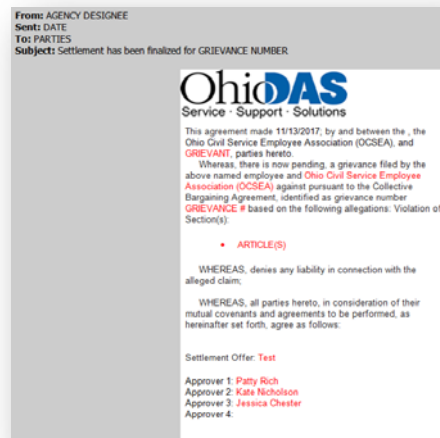 From: AGENCY DESIGNEE
Sent: DATE
To: PARTIES
Subject: Settlement has been finalized for GRIEVANCE NUMBER
OhioDAS
Service · Support · Solutions
This agreement made 11/13/2017; by and between the , the
Ohio Civil Service Employee Association (OCSEA), and
GRIEVANT, parties hereto.
Whereas, there is now pending, a grievance filed by the
above named employee and Ohio Civil Service Employee
Association (OCSEA) against pursuant to the Collective
Bargaining Agreement, identified as grievance number
GRIEVANCE # based on the following allegations: Violation of
Section(s):
• ARTICLE(S)
WHEREAS, denies any liability in connection with the
alleged claim;
WHEREAS, all parties hereto, in consideration of their
mutual covenants and agreements to be performed, as
hereinafter set forth, agree as follows:
Settlement Offer: Test
Approver 1: Patty Rich
Approver 2: Kate Nicholson
Approver 3: Jessica Chester
Approver 4: